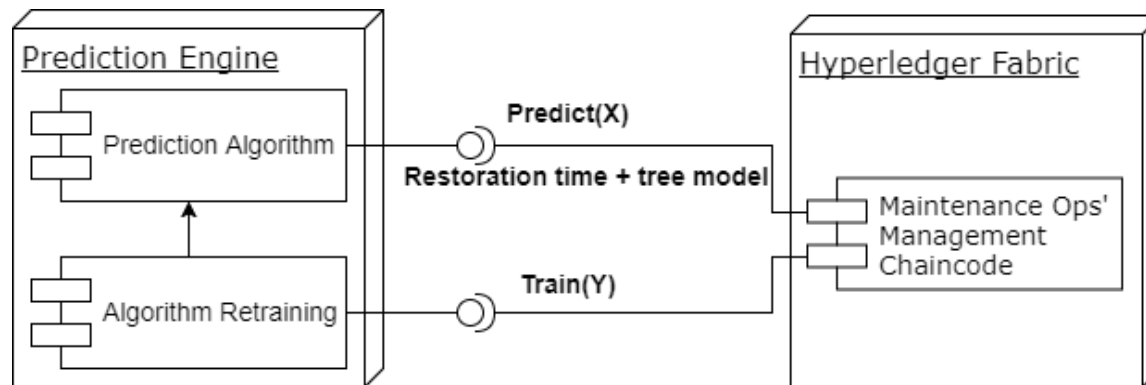 Prediction Engine
Prediction Algorithm
Algorithm Retraining
Predict(X)
Restoration time + tree model
Train(Y)
Hyperledger Fabric
Maintenance Ops'
Management
Chaincode